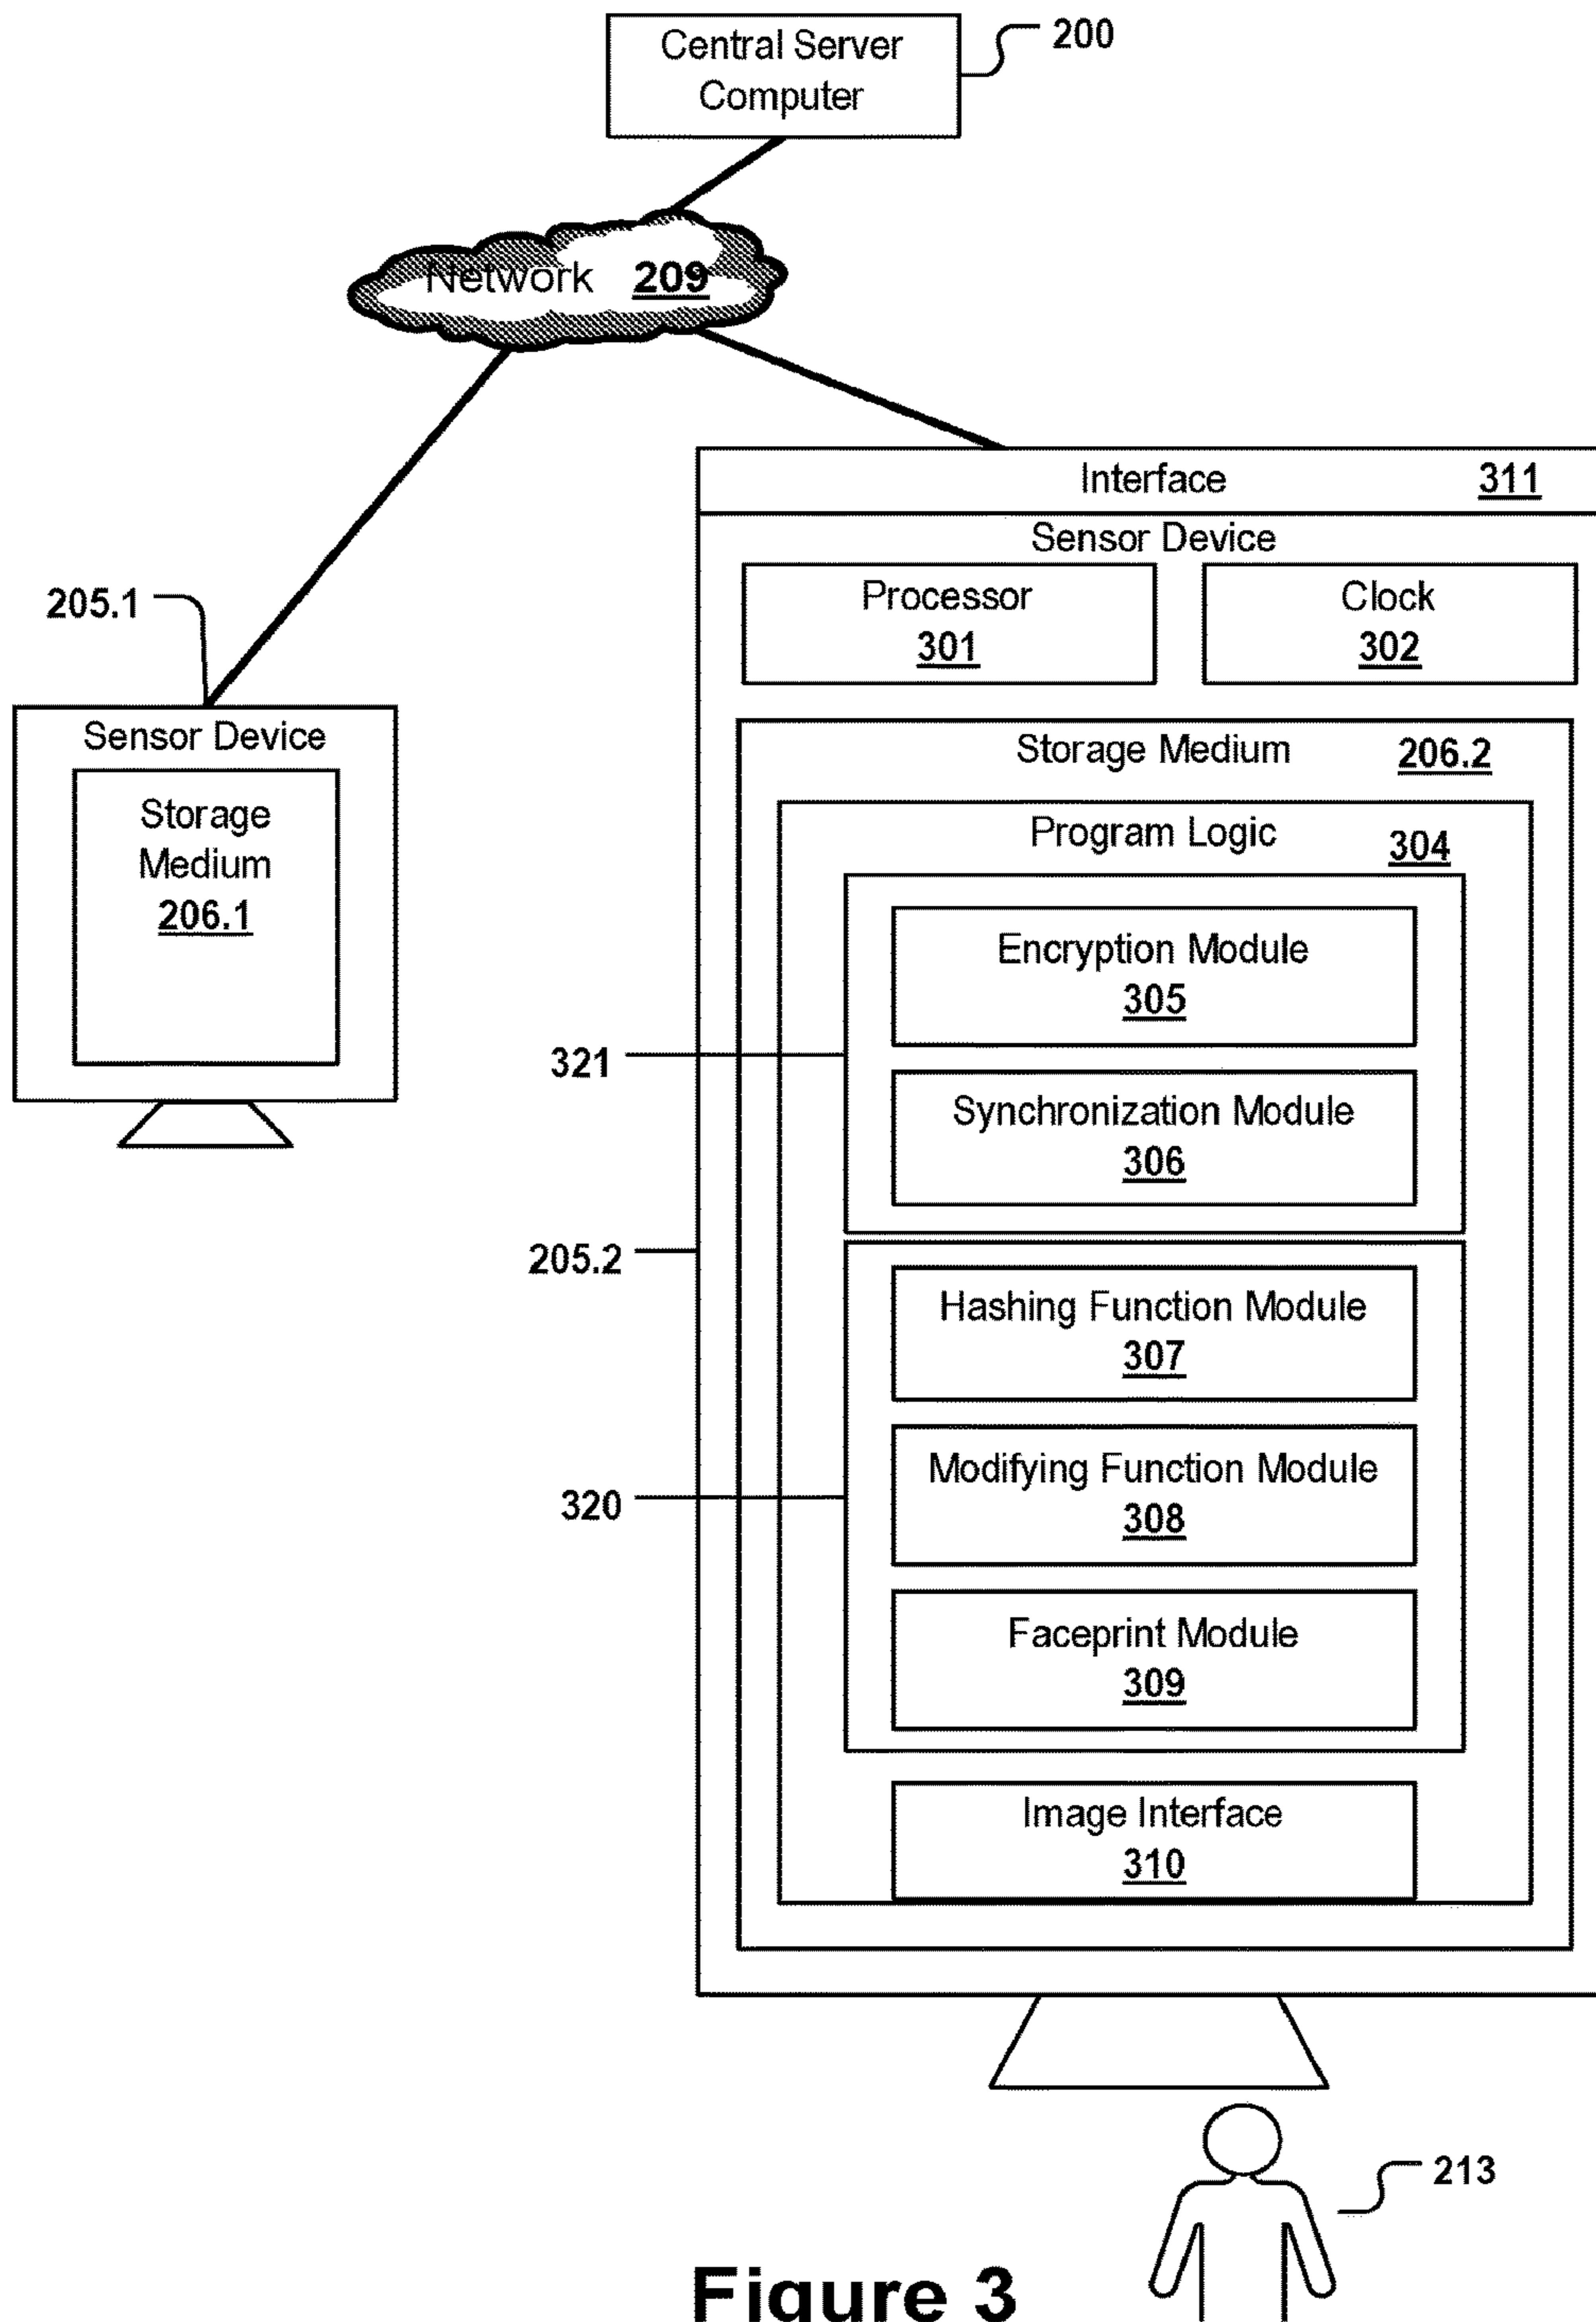 Central Server
Computer
200
Network 209
Interface 311
Sensor Device
Processor
301
Clock
302
205.1
Sensor Device
Storage
Medium
206.1
Storage Medium 206.2
Program Logic 304
Encryption Module
305
321
Synchronization Module
306
205.2
Hashing Function Module
307
Modifying Function Module
308
320
Faceprint Module
309
Image Interface
310
213
Figure 3